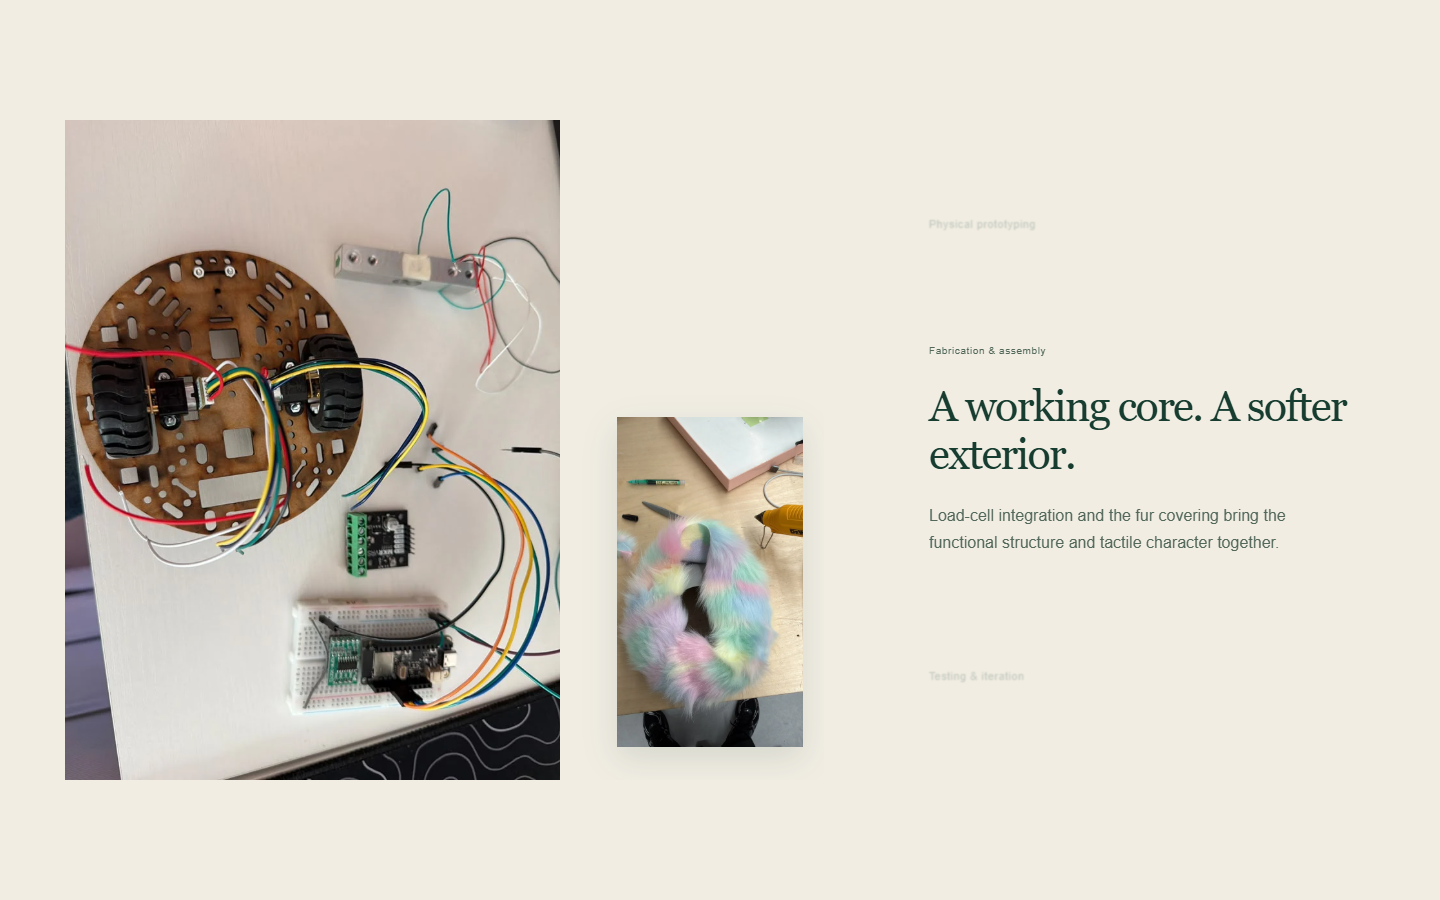 Physical prototyping
Fabrication & assembly
A working core. A softer
exterior.
Load-cell integration and the fur covering bring the
functional structure and tactile character together.
Testing & iteration